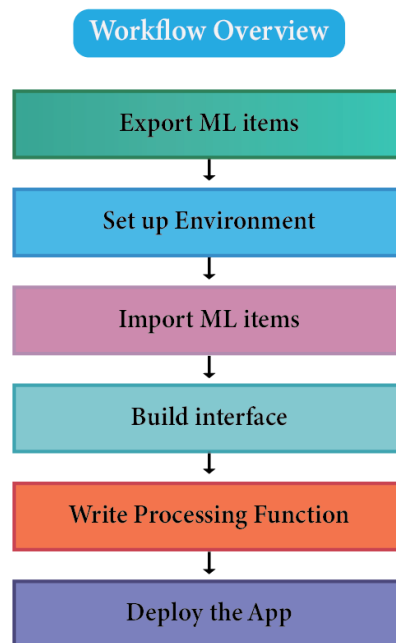 Workflow Overview
Export ML items
Set up Environment
Import ML items
Build interface
Write Processing Function
Deploy the App